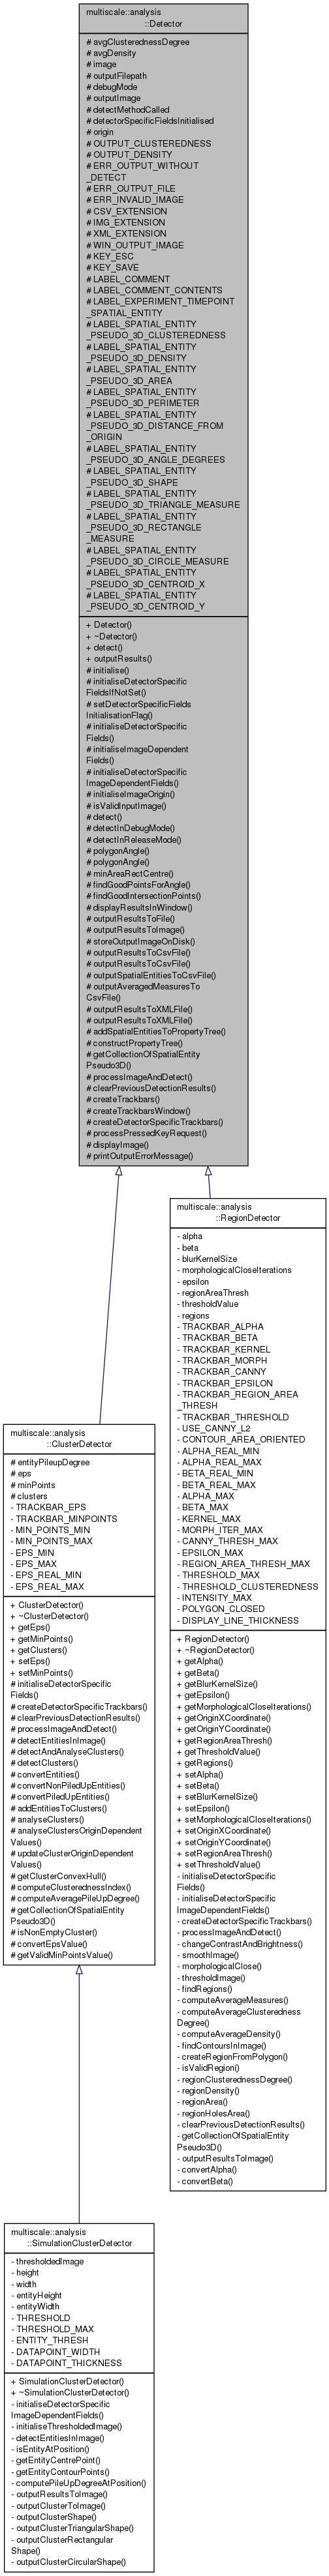 multiscale::analysis
::Detector
# avgClusterednessDegree
# avgDensity
# image
# outputFilepath
# debugMode
# outputImage
# detectMethodCalled
# detectorSpecificFieldsInitialised
# origin
# OUTPUT_CLUSTEREDNESS
# OUTPUT_DENSITY
# ERR_OUTPUT_WITHOUT
_DETECT
# ERR_OUTPUT_FILE
# ERR_INVALID_IMAGE
# CSV_EXTENSION
# IMG_EXTENSION
# XML_EXTENSION
# WIN_OUTPUT_IMAGE
# KEY_ESC
# KEY_SAVE
# LABEL_COMMENT
# LABEL_COMMENT_CONTENTS
# LABEL_EXPERIMENT_TIMEPOINT
_SPATIAL_ENTITY
# LABEL_SPATIAL_ENTITY
_PSEUDO_3D_CLUSTEREDNESS
# LABEL_SPATIAL_ENTITY
_PSEUDO_3D_DENSITY
# LABEL_SPATIAL_ENTITY
_PSEUDO_3D_AREA
# LABEL_SPATIAL_ENTITY
_PSEUDO_3D_PERIMETER
# LABEL_SPATIAL_ENTITY
_PSEUDO_3D_DISTANCE_FROM
_ORIGIN
# LABEL_SPATIAL_ENTITY
_PSEUDO_3D_ANGLE_DEGREES
# LABEL_SPATIAL_ENTITY
_PSEUDO_3D_SHAPE
# LABEL_SPATIAL_ENTITY
_PSEUDO_3D_TRIANGLE_MEASURE
# LABEL_SPATIAL_ENTITY
_PSEUDO_3D_RECTANGLE
_MEASURE
# LABEL_SPATIAL_ENTITY
_PSEUDO_3D_CIRCLE_MEASURE
# LABEL_SPATIAL_ENTITY
_PSEUDO_3D_CENTROID_X
# LABEL_SPATIAL_ENTITY
_PSEUDO_3D_CENTROID_Y
+ Detector()
+ ~Detector()
+ detect()
+ outputResults()
# initialise()
# initialiseDetectorSpecific
FieldsIfNotSet()
# setDetectorSpecificFields
InitialisationFlag()
# initialiseDetectorSpecific
Fields()
# initialiseImageDependent
Fields()
# initialiseDetectorSpecific
ImageDependentFields()
# initialiseImageOrigin()
# isValidInputImage()
# detect()
# detectInDebugMode()
# detectInReleaseMode()
# polygonAngle()
# polygonAngle()
# minAreaRectCentre()
# findGoodPointsForAngle()
# findGoodIntersectionPoints()
# displayResultsInWindow()
# outputResultsToFile()
# outputResultsToImage()
# storeOutputImageOnDisk()
# outputResultsToCsvFile()
# outputResultsToCsvFile()
# outputSpatialEntitiesToCsvFile()
# outputAveragedMeasuresTo
CsvFile()
# outputResultsToXMLFile()
# outputResultsToXMLFile()
# addSpatialEntitiesToPropertyTree()
# constructPropertyTree()
# getCollectionOfSpatialEntity
Pseudo3D()
# processImageAndDetect()
# clearPreviousDetectionResults()
# createTrackbars()
# createTrackbarsWindow()
# createDetectorSpecificTrackbars()
# processPressedKeyRequest()
# displayImage()
# printOutputErrorMessage()
multiscale::analysis
::RegionDetector
- alpha
- beta
- blurKernelSize
- morphologicalCloseIterations
- epsilon
- regionAreaThresh
- thresholdValue
- regions
- TRACKBAR_ALPHA
- TRACKBAR_BETA
- TRACKBAR_KERNEL
- TRACKBAR_MORPH
- TRACKBAR_CANNY
- TRACKBAR_EPSILON
- TRACKBAR_REGION_AREA
_THRESH
- TRACKBAR_THRESHOLD
- USE_CANNY_L2
- CONTOUR_AREA_ORIENTED
- ALPHA_REAL_MIN
- ALPHA_REAL_MAX
- BETA_REAL_MIN
- BETA_REAL_MAX
- ALPHA_MAX
- BETA_MAX
- KERNEL_MAX
- MORPH_ITER_MAX
- CANNY_THRESH_MAX
- EPSILON_MAX
- REGION_AREA_THRESH_MAX
- THRESHOLD_MAX
- THRESHOLD_CLUSTEREDNESS
- INTENSITY_MAX
- POLYGON_CLOSED
- DISPLAY_LINE_THICKNESS
+ RegionDetector()
+ ~RegionDetector()
+ getAlpha()
+ getBeta()
+ getBlurKernelSize()
+ getEpsilon()
+ getMorphologicalCloseIterations()
+ getOriginXCoordinate()
+ getOriginYCoordinate()
+ getRegionAreaThresh()
+ getThresholdValue()
+ getRegions()
+ setAlpha()
+ setBeta()
+ setBlurKernelSize()
+ setEpsilon()
+ setMorphologicalCloseIterations()
+ setOriginXCoordinate()
+ setOriginYCoordinate()
+ setRegionAreaThresh()
+ setThresholdValue()
- initialiseDetectorSpecific
Fields()
- initialiseDetectorSpecific
ImageDependentFields()
- createDetectorSpecificTrackbars()
- processImageAndDetect()
- changeContrastAndBrightness()
- smoothImage()
- morphologicalClose()
- thresholdImage()
- findRegions()
- computeAverageMeasures()
- computeAverageClusteredness
Degree()
- computeAverageDensity()
- findContoursInImage()
- createRegionFromPolygon()
- isValidRegion()
- regionClusterednessDegree()
- regionDensity()
- regionArea()
- regionHolesArea()
- clearPreviousDetectionResults()
- getCollectionOfSpatialEntity
Pseudo3D()
- outputResultsToImage()
- convertAlpha()
- convertBeta()
multiscale::analysis
::ClusterDetector
# entityPileupDegree
# eps
# minPoints
# clusters
- TRACKBAR_EPS
- TRACKBAR_MINPOINTS
- MIN_POINTS_MIN
- MIN_POINTS_MAX
- EPS_MIN
- EPS_MAX
- EPS_REAL_MIN
- EPS_REAL_MAX
+ ClusterDetector()
+ ~ClusterDetector()
+ getEps()
+ getMinPoints()
+ getClusters()
+ setEps()
+ setMinPoints()
# initialiseDetectorSpecific
Fields()
# createDetectorSpecificTrackbars()
# clearPreviousDetectionResults()
# processImageAndDetect()
# detectEntitiesInImage()
# detectAndAnalyseClusters()
# detectClusters()
# convertEntities()
# convertNonPiledUpEntities()
# convertPiledUpEntities()
# addEntitiesToClusters()
# analyseClusters()
# analyseClustersOriginDependent
Values()
# updateClusterOriginDependent
Values()
# getClusterConvexHull()
# computeClusterednessIndex()
# computeAveragePileUpDegree()
# getCollectionOfSpatialEntity
Pseudo3D()
# isNonEmptyCluster()
# convertEpsValue()
# getValidMinPointsValue()
multiscale::analysis
::SimulationClusterDetector
- thresholdedImage
- height
- width
- entityHeight
- entityWidth
- THRESHOLD
- THRESHOLD_MAX
- ENTITY_THRESH
- DATAPOINT_WIDTH
- DATAPOINT_THICKNESS
+ SimulationClusterDetector()
+ ~SimulationClusterDetector()
- initialiseDetectorSpecific
ImageDependentFields()
- initialiseThresholdedImage()
- detectEntitiesInImage()
- isEntityAtPosition()
- getEntityCentrePoint()
- getEntityContourPoints()
- computePileUpDegreeAtPosition()
- outputResultsToImage()
- outputClusterToImage()
- outputClusterShape()
- outputClusterTriangularShape()
- outputClusterRectangular
Shape()
- outputClusterCircularShape()